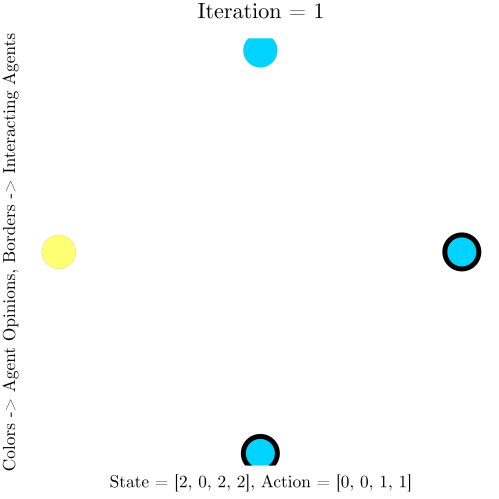 Iteration = 1
Colors -> Agent Opinions, Borders -> Interacting Agents
State = [2, 0, 2, 2], Action = [0, 0, 1, 1]